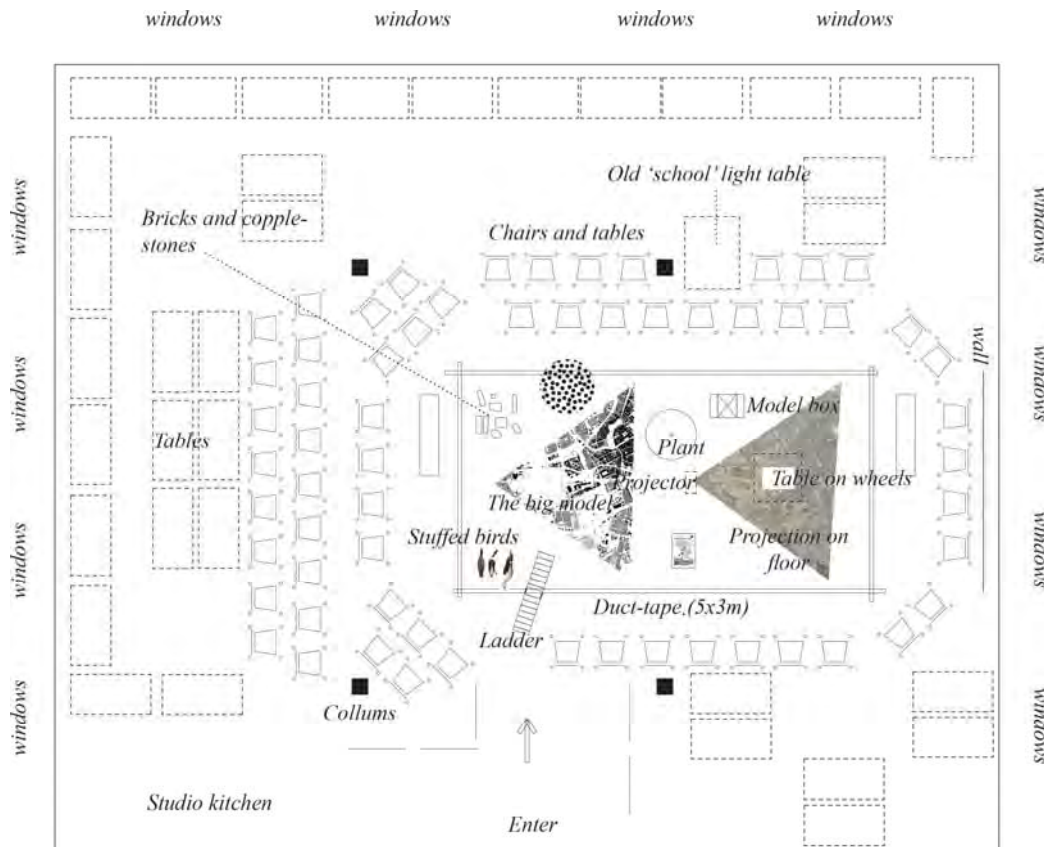 windows
windows
windows
windows
Old ‘school’ light table
windows
windows
Bricks and copple-
stones
Chairs and tables
wall
windows
windows
Model box
Tables
Plant
Projector
Table on wheels
The big model
Stuffed birds
Projection on
floor
windows
windows
Duct-tape,(5x3m)
Ladder
windows
windows
Collums
Studio kitchen
Enter